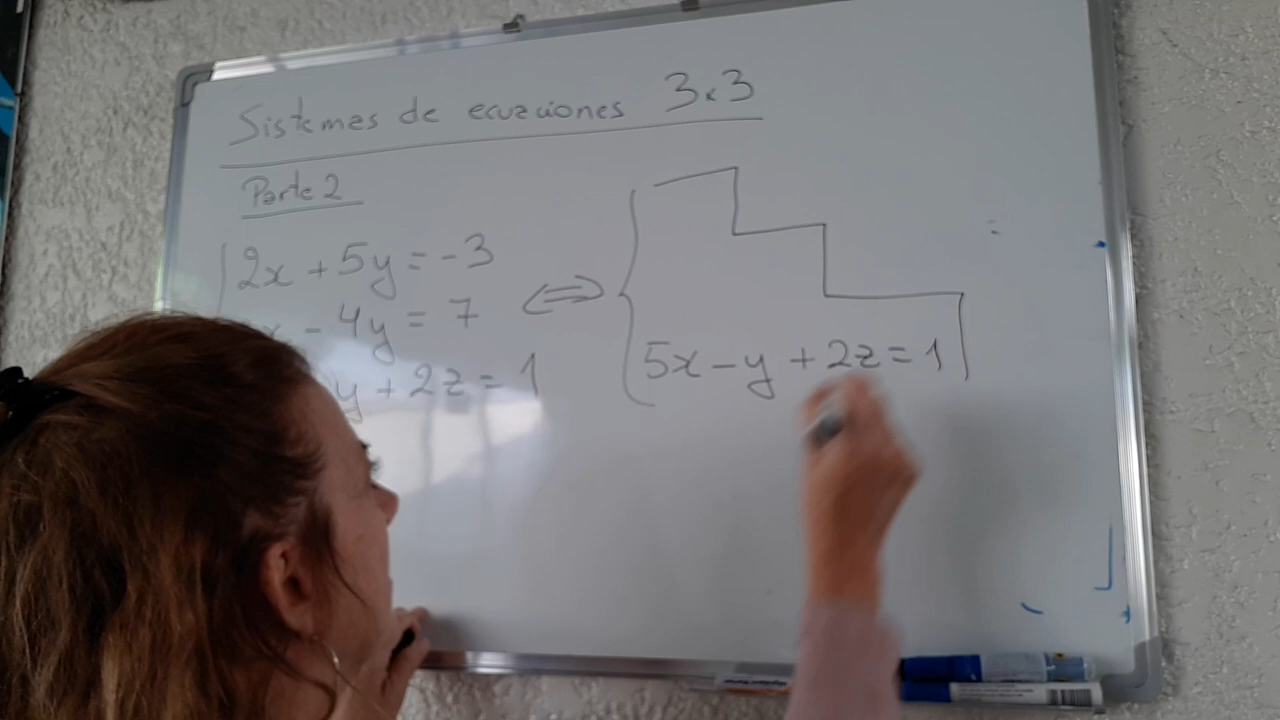 Sistemas de ecuaciones 3x3
Parte 2
2x + 5y = -3
- 4y = 7
y + 2z = 1
⇔
5x - y + 2z = 1